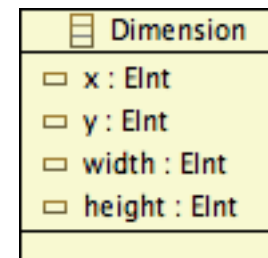 Dimension
x : EInt
y : EInt
width : EInt
height : EInt